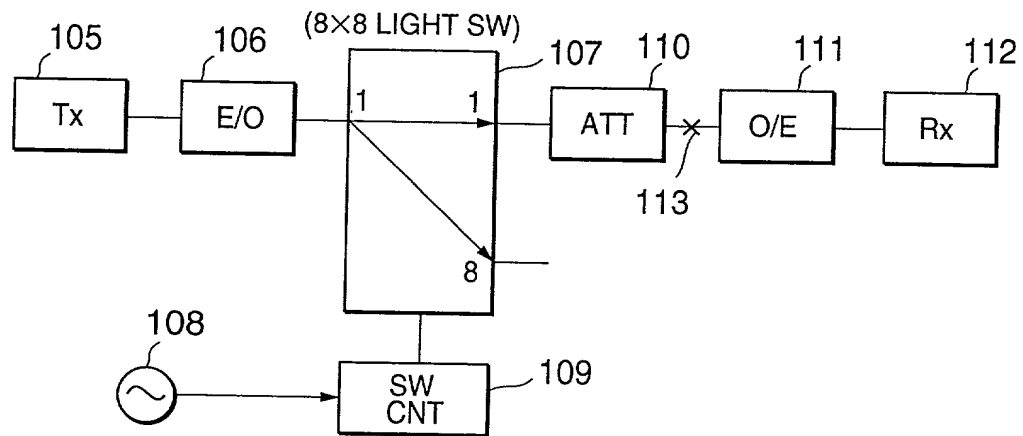 (8×8 LIGHT SW)
105
106
107
110
111
112
Tx
E/O
1
1
ATT
O/E
Rx
113
8
108
109
SW
CNT